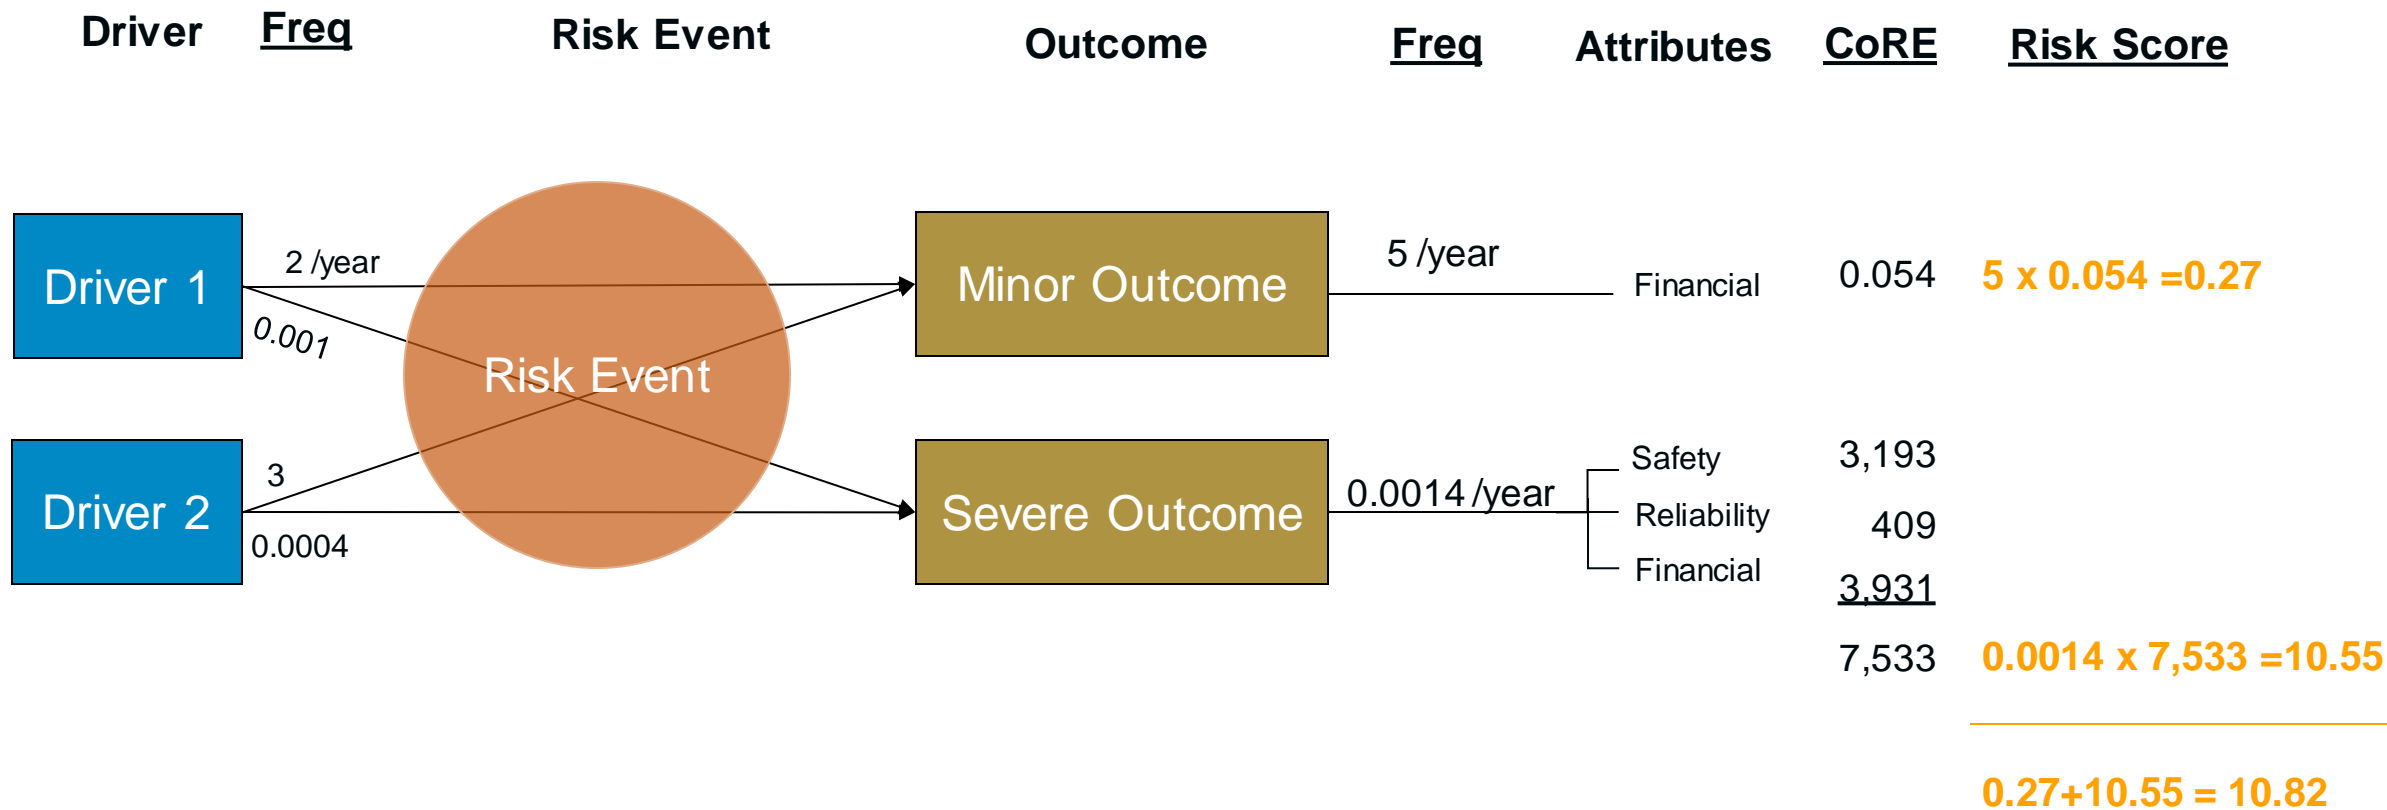 Driver Freq Risk Event Outcome Freq Attributes CoRE Risk Score
Driver 1
2 /year
0.001
Risk Event
Minor Outcome
5 /year
Financial
0.054
5 x 0.054 =0.27
Driver 2
3
0.0004
Severe Outcome
0.0014 /year
Safety
3,193
Reliability
409
Financial
3,931
7,533
0.0014 x 7,533 =10.55
0.27+10.55 = 10.82